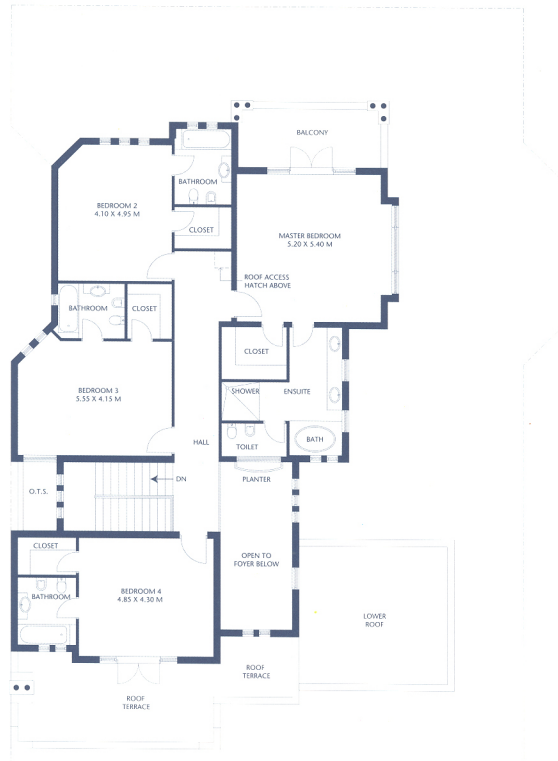 BALCONY
BATHROOM
BEDROOM 2
4.10 X 4.95 M
CLOSET
MASTER BEDROOM
5.20 X 5.40 M
ROOF ACCESS
HATCH ABOVE
BATHROOM
CLOSET
CLOSET
BEDROOM 3
5.55 X 4.15 M
SHOWER
ENSUITE
HALL
TOILET
BATH
DN
PLANTER
O.T.S.
CLOSET
OPEN TO
FOYER BELOW
BATHROOM
BEDROOM 4
4.85 X 4.30 M
LOWER
ROOF
ROOF
TERRACE
ROOF
TERRACE